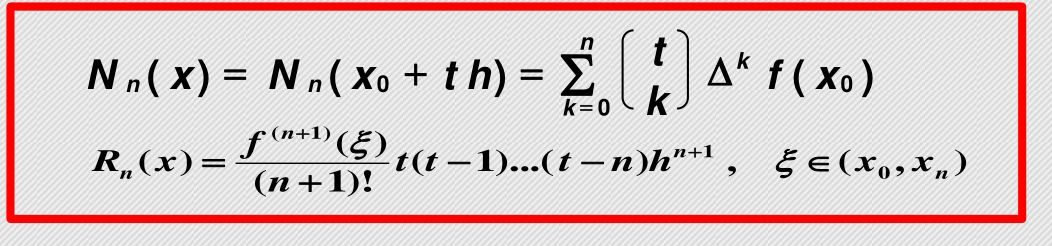 N_n(x) = N_n(x_0 + t h) = \sum_{k=0}^{n} \binom{t}{k} \Delta^k f(x_0)
R_n(x) = \frac{f^{(n+1)}(\xi)}{(n+1)!} t(t-1)...(t-n)h^{n+1} , \xi \in (x_0, x_n)